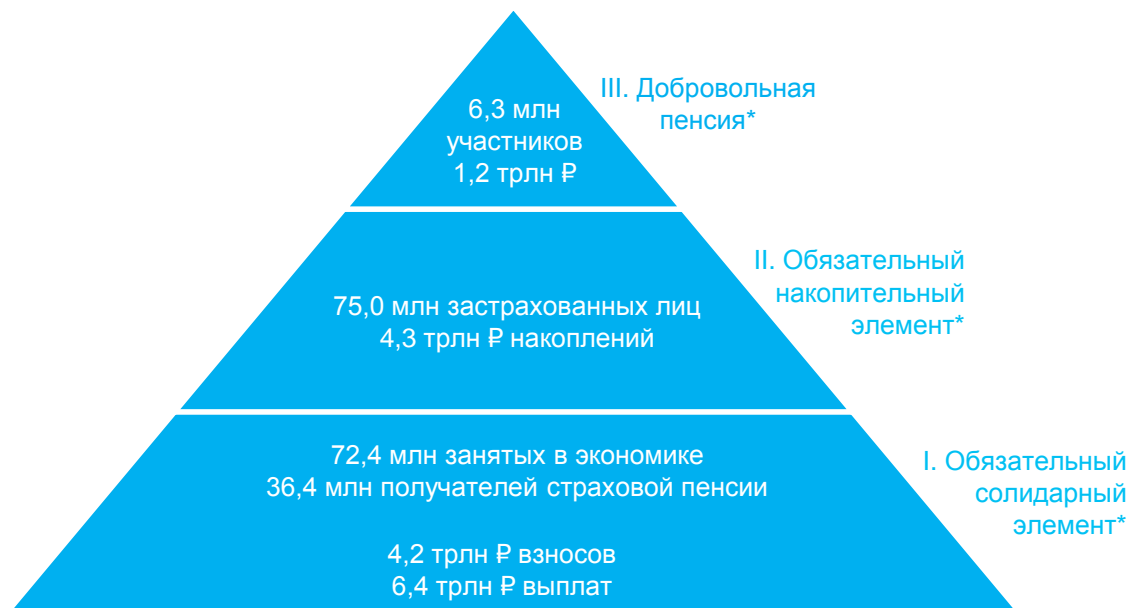 6,3 млн
участников
1,2 трлн ₽
III. Добровольная
пенсия*
75,0 млн застрахованных лиц
4,3 трлн ₽ накоплений
II. Обязательный
накопительный
элемент*
72,4 млн занятых в экономике
36,4 млн получателей страховой пенсии
4,2 трлн ₽ взносов
6,4 трлн ₽ выплат
I. Обязательный
солидарный
элемент*